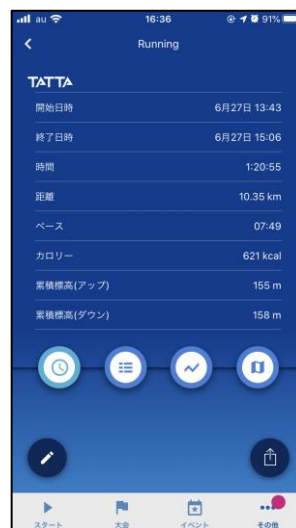 au 16:36 91%
Running
TATTA
開始日時 6月27日 13:43
終了日時 6月27日 15:06
時間 1:20:55
距離 10.35 km
ペース 07:49
カロリー 621 kcal
累積標高(アップ) 155 m
累積標高(ダウン) 158 m
スタート 大会 イベント その他